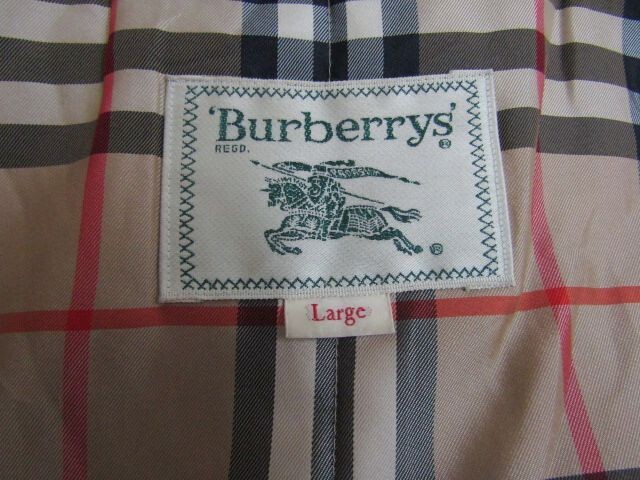 'Burberrys'
REGD. ®
®
Large